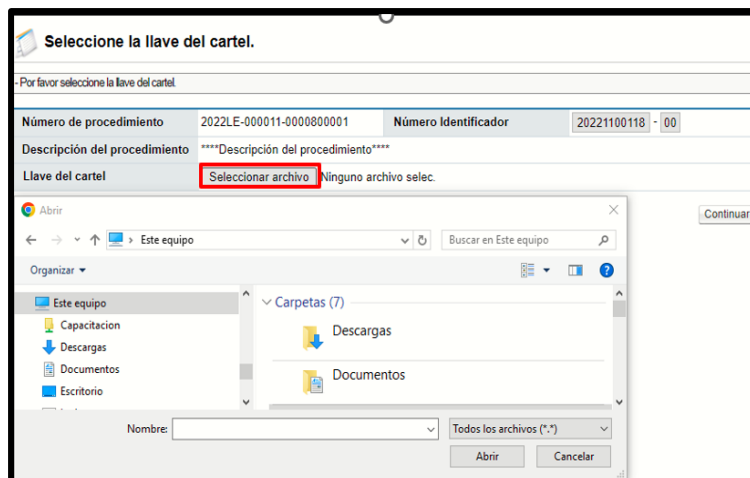 Seleccione la llave del cartel.
- Por favor seleccione la llave del cartel.
Número de procedimiento 2022LE-000011-0000800001 Número Identificador 20221100118 - 00
Descripción del procedimiento ****Descripción del procedimiento****
Llave del cartel Seleccionar archivo Ninguno archivo selec.
Abrir
Continuar
Este equipo Buscar en Este equipo
Organizar
Este equipo
Capacitacion
Descargas
Documentos
Escritorio
Carpetas (7)
Descargas
Documentos
Nombre: Todos los archivos (*.*)
Abrir Cancelar